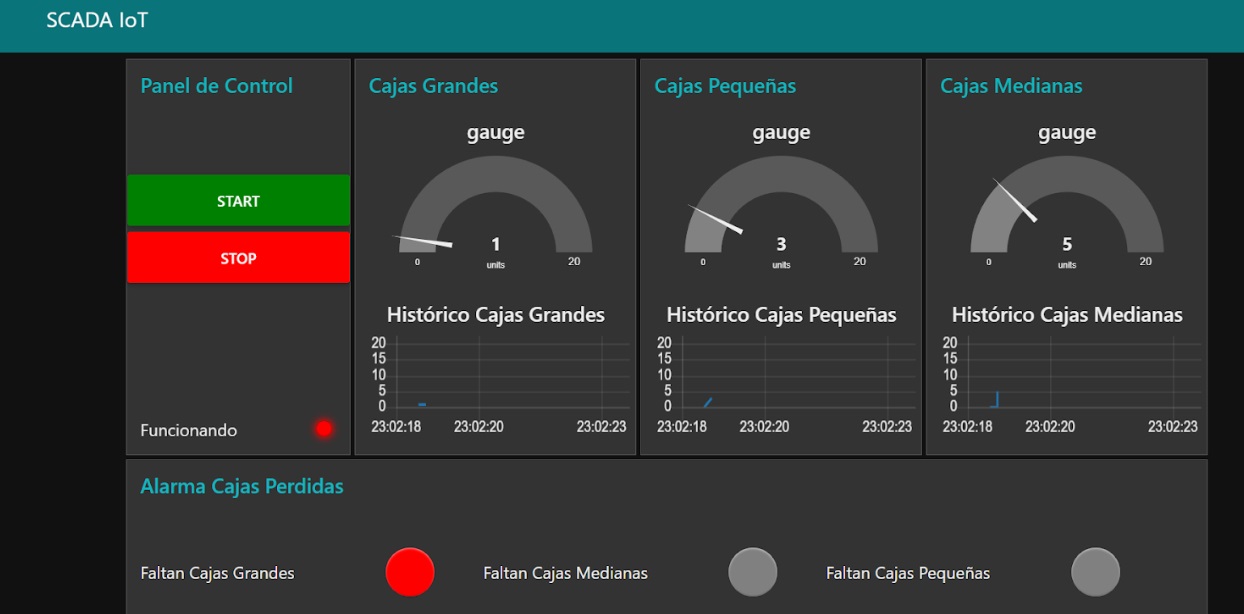 SCADA IoT
Panel de Control
START
STOP
Funcionando
Cajas Grandes
gauge
1
units
0
20
Histórico Cajas Grandes
20
15
10
5
0
23:02:18 23:02:20 23:02:23
Cajas Pequeñas
gauge
3
units
0
20
Histórico Cajas Pequeñas
20
15
10
5
0
23:02:18 23:02:20 23:02:23
Cajas Medianas
gauge
5
units
0
20
Histórico Cajas Medianas
20
15
10
5
0
23:02:18 23:02:20 23:02:23
Alarma Cajas Perdidas
Faltan Cajas Grandes
Faltan Cajas Medianas
Faltan Cajas Pequeñas